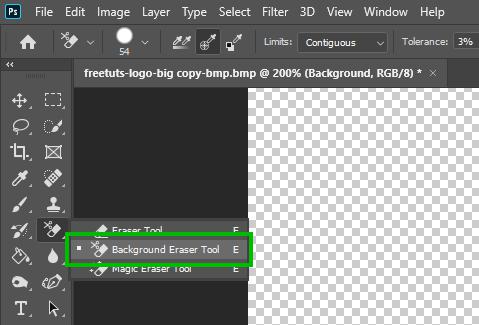 Ps File Edit Image Layer Type Select Filter 3D View Window Help
54 Limits: Contiguous Tolerance: 3%
freetuts-logo-big copy-bmp.bmp @ 200% (Background, RGB/8) * ×
Eraser Tool E
Background Eraser Tool E
Magic Eraser Tool E